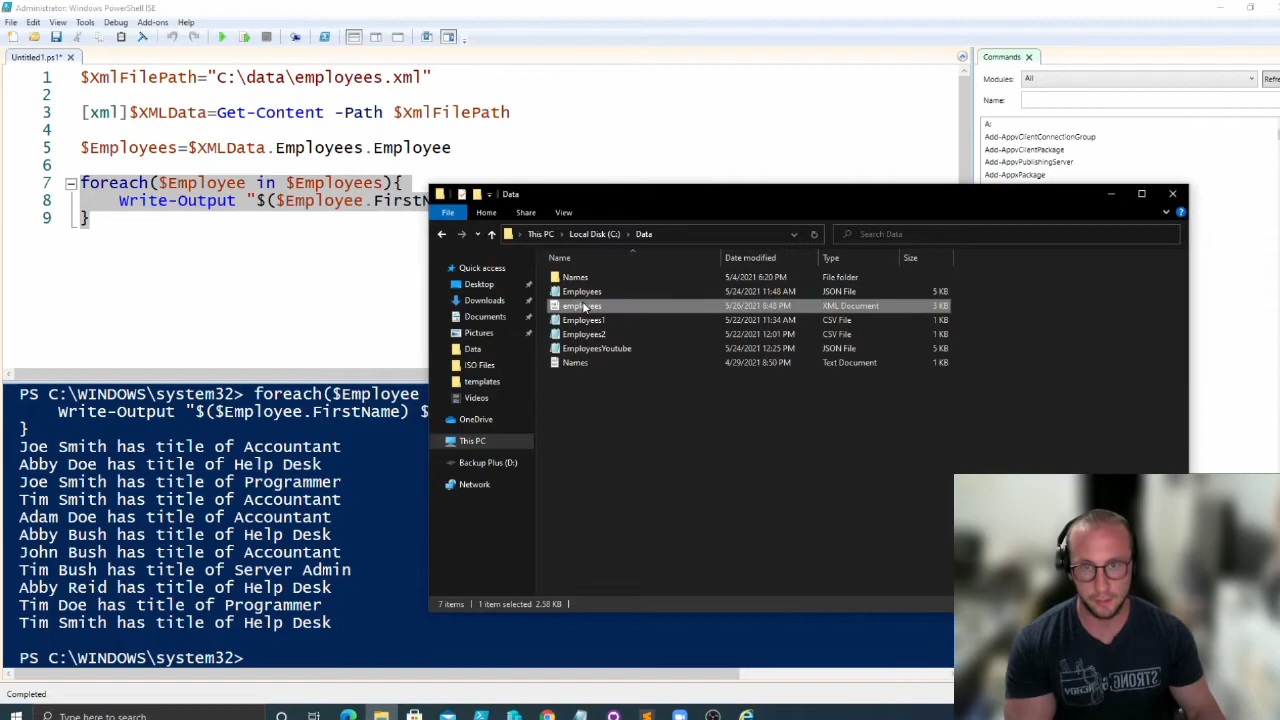 Administrator: Windows PowerShell ISE
File Edit View Tools Debug Add-ons Help
Untitled1.ps1*
1 $XmlFilePath="C:\data\employees.xml"
2
3 [xml]$XMLData=Get-Content -Path $XmlFilePath
4
5 $Employees=$XMLData.Employees.Employee
6
7 foreach($Employee in $Employees){
8 Write-Output "$($Employee.FirstN
9 }
Commands
Modules: All Refre
Name:
A:
Add-AppvClientConnectionGroup
Add-AppvClientPackage
Add-AppvPublishingServer
Add-AppxPackage
Data
File Home Share View
This PC Local Disk (C:) Data Search Data
Name Date modified Type Size
Quick access
Desktop
Downloads
Documents
Pictures
Data
ISO Files
templates
Videos
OneDrive
This PC
Backup Plus (D:)
Network
Names 5/4/2021 6:20 PM File folder
Employees 5/24/2021 11:48 AM JSON File 5 KB
employees 5/26/2021 8:48 PM XML Document 3 KB
Employees1 5/22/2021 11:34 AM CSV File 1 KB
Employees2 5/22/2021 12:01 PM CSV File 1 KB
EmployeesYoutube 5/24/2021 12:25 PM JSON File 5 KB
Names 4/29/2021 8:50 PM Text Document 1 KB
7 items 1 item selected 2.58 KB
PS C:\WINDOWS\system32> foreach($Employee
Write-Output "$($Employee.FirstName) $
}
Joe Smith has title of Accountant
Abby Doe has title of Help Desk
Joe Smith has title of Programmer
Tim Smith has title of Accountant
Adam Doe has title of Accountant
Abby Bush has title of Help Desk
John Bush has title of Accountant
Tim Bush has title of Server Admin
Abby Reid has title of Help Desk
Tim Doe has title of Programmer
Tim Smith has title of Help Desk
PS C:\WINDOWS\system32>
Completed
Type here to search